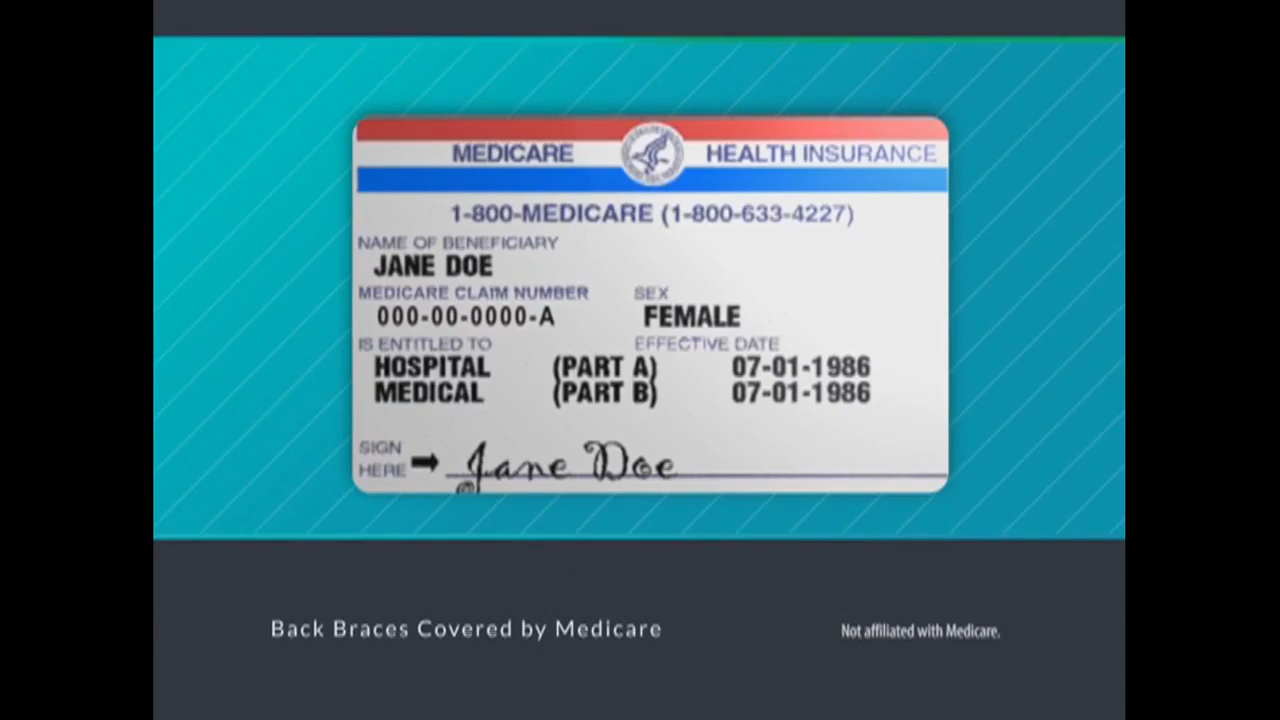 MEDICARE HEALTH INSURANCE
1-800-MEDICARE (1-800-633-4227)
NAME OF BENEFICIARY
JANE DOE
MEDICARE CLAIM NUMBER SEX
000-00-0000-A FEMALE
IS ENTITLED TO EFFECTIVE DATE
HOSPITAL (PART A) 07-01-1986
MEDICAL (PART B) 07-01-1986
SIGN
HERE Jane Doe
Back Braces Covered by Medicare Not affiliated with Medicare.